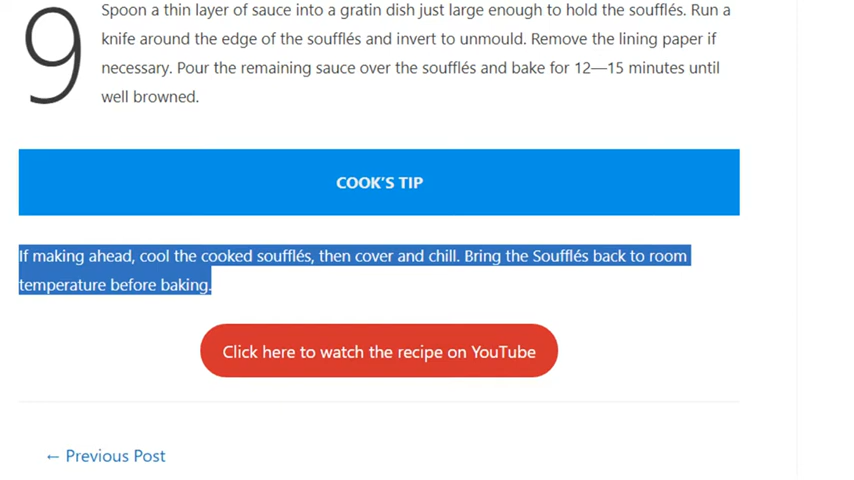 9
Spoon a thin layer of sauce into a gratin dish just large enough to hold the soufflés. Run a
knife around the edge of the soufflés and invert to unmould. Remove the lining paper if
necessary. Pour the remaining sauce over the soufflés and bake for 12—15 minutes until
well browned.
COOK’S TIP
If making ahead, cool the cooked soufflés, then cover and chill. Bring the Soufflés back to room
temperature before baking.
Click here to watch the recipe on YouTube
← Previous Post